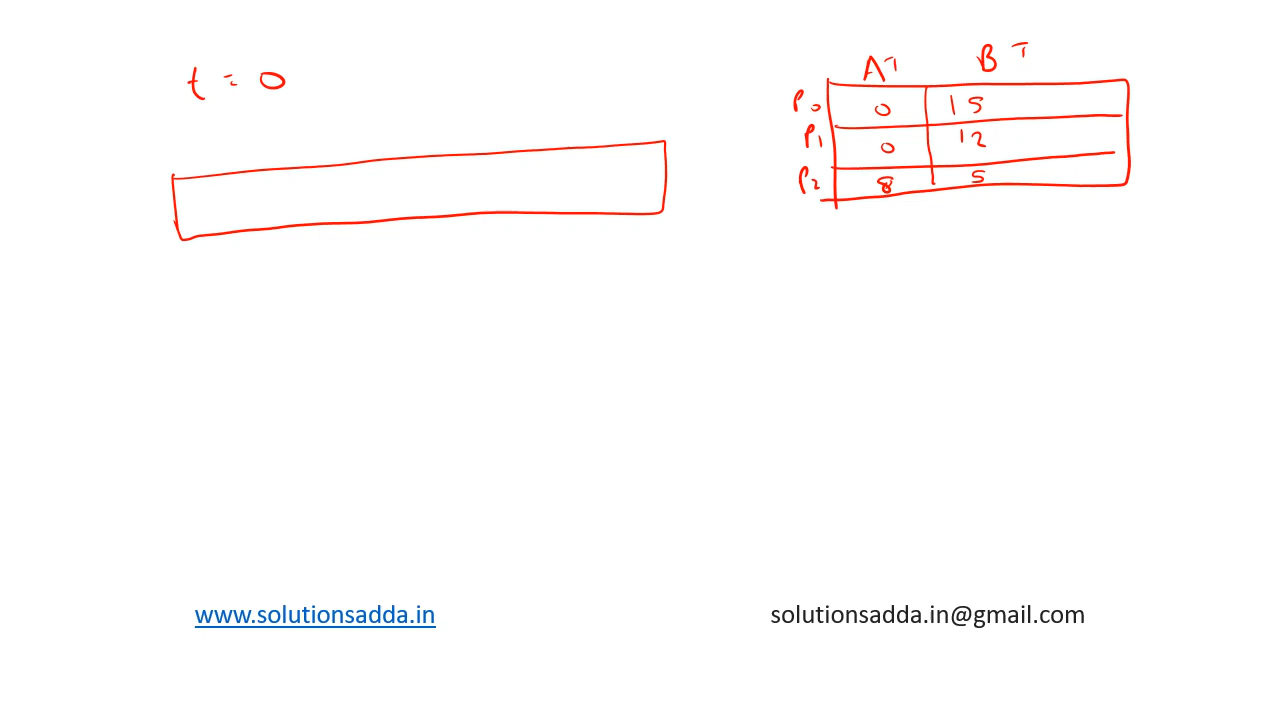 t = 0
AT BT
P0 0 15
P1 0 12
P2 8 5
www.solutionsadda.in
solutionsadda.in@gmail.com